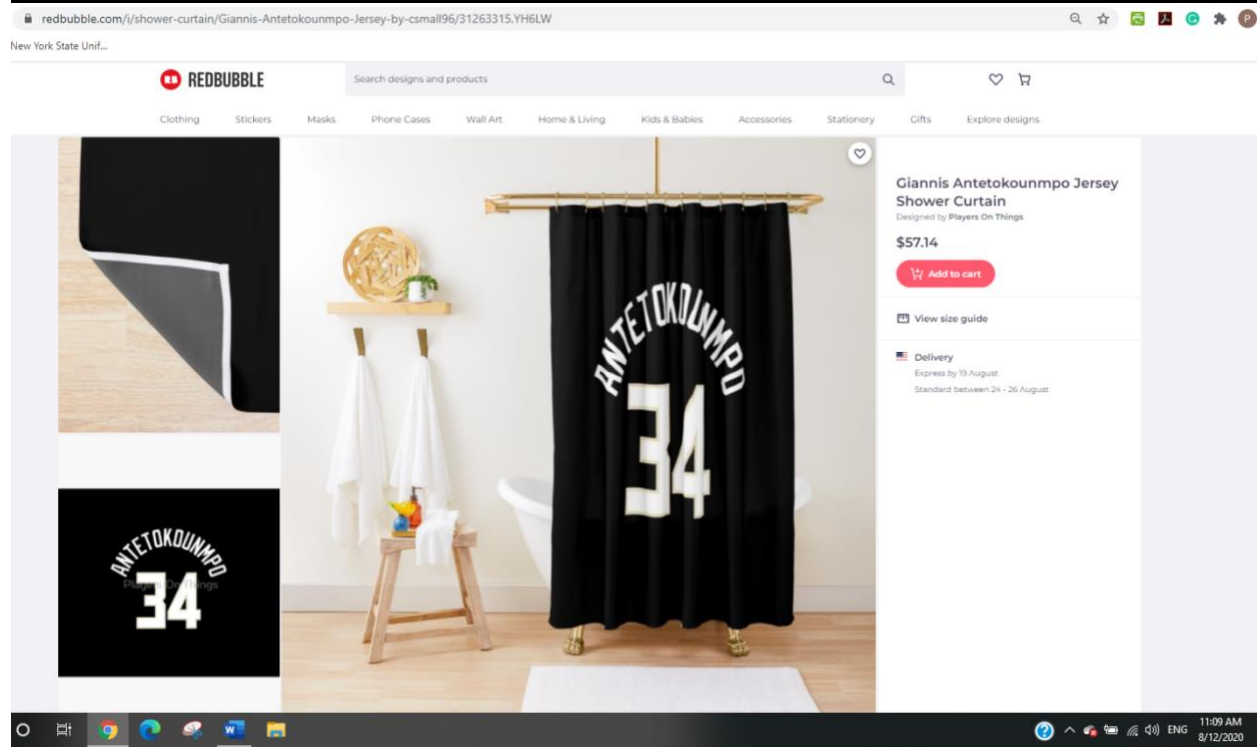 redbubble.com/i/shower-curtain/Giannis-Antetokounmpo-Jersey-by-csmall96/31263315.YH6LW
P
New York State Unif...
REDBUBBLE
Search designs and products
Clothing Stickers Masks Phone Cases Wall Art Home & Living Kids & Babies Accessories Stationery Gifts Explore designs
Giannis Antetokounmpo Jersey
Shower Curtain
Designed by Players On Things
$57.14
Add to cart
View size guide
Delivery
Express by 19 August
Standard between 24 - 26 August
ANTETOKOUNMPO
34
ANTETOKOUNMPO
Players On Things
34
ENG
11:09 AM
8/12/2020